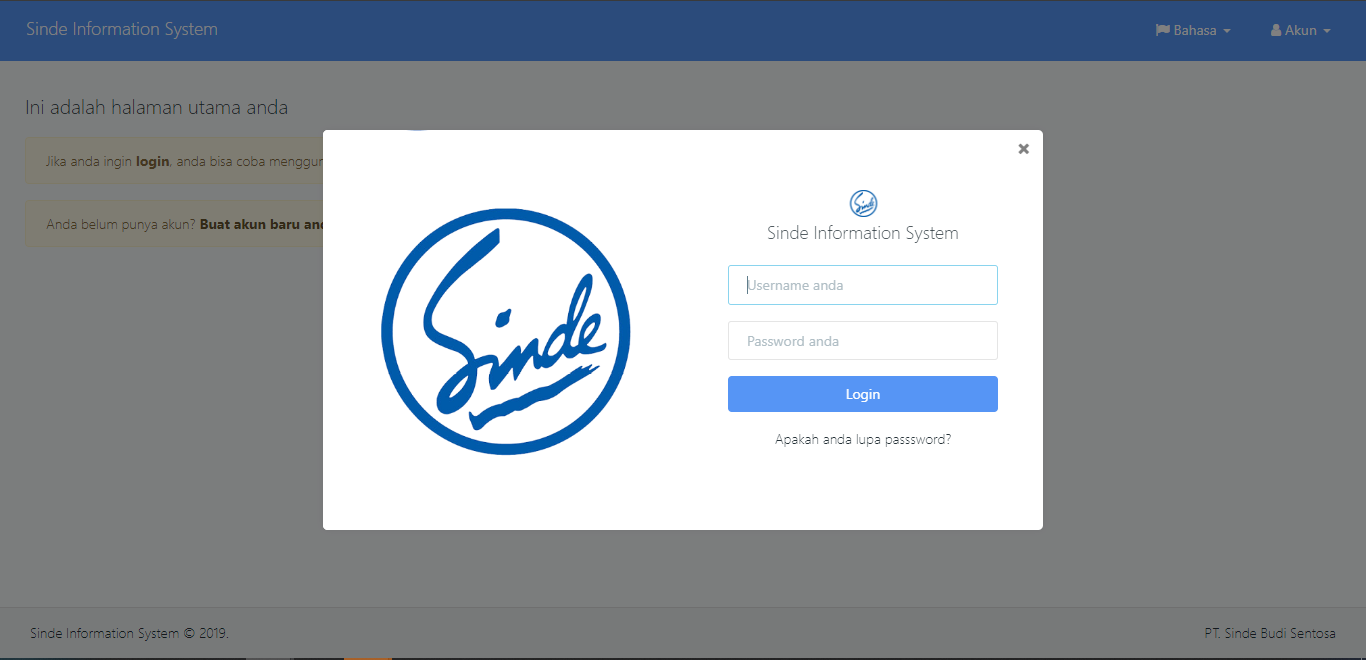 Sinde Information System
Bahasa
Akun
Ini adalah halaman utama anda
Jika anda ingin login, anda bisa coba
Anda belum punya akun? Buat akun baru
Sinde
Sinde
Sinde Information System
Username anda
Password anda
Login
Apakah anda lupa passsword?
Sinde Information System © 2019.
PT. Sinde Budi Sentosa